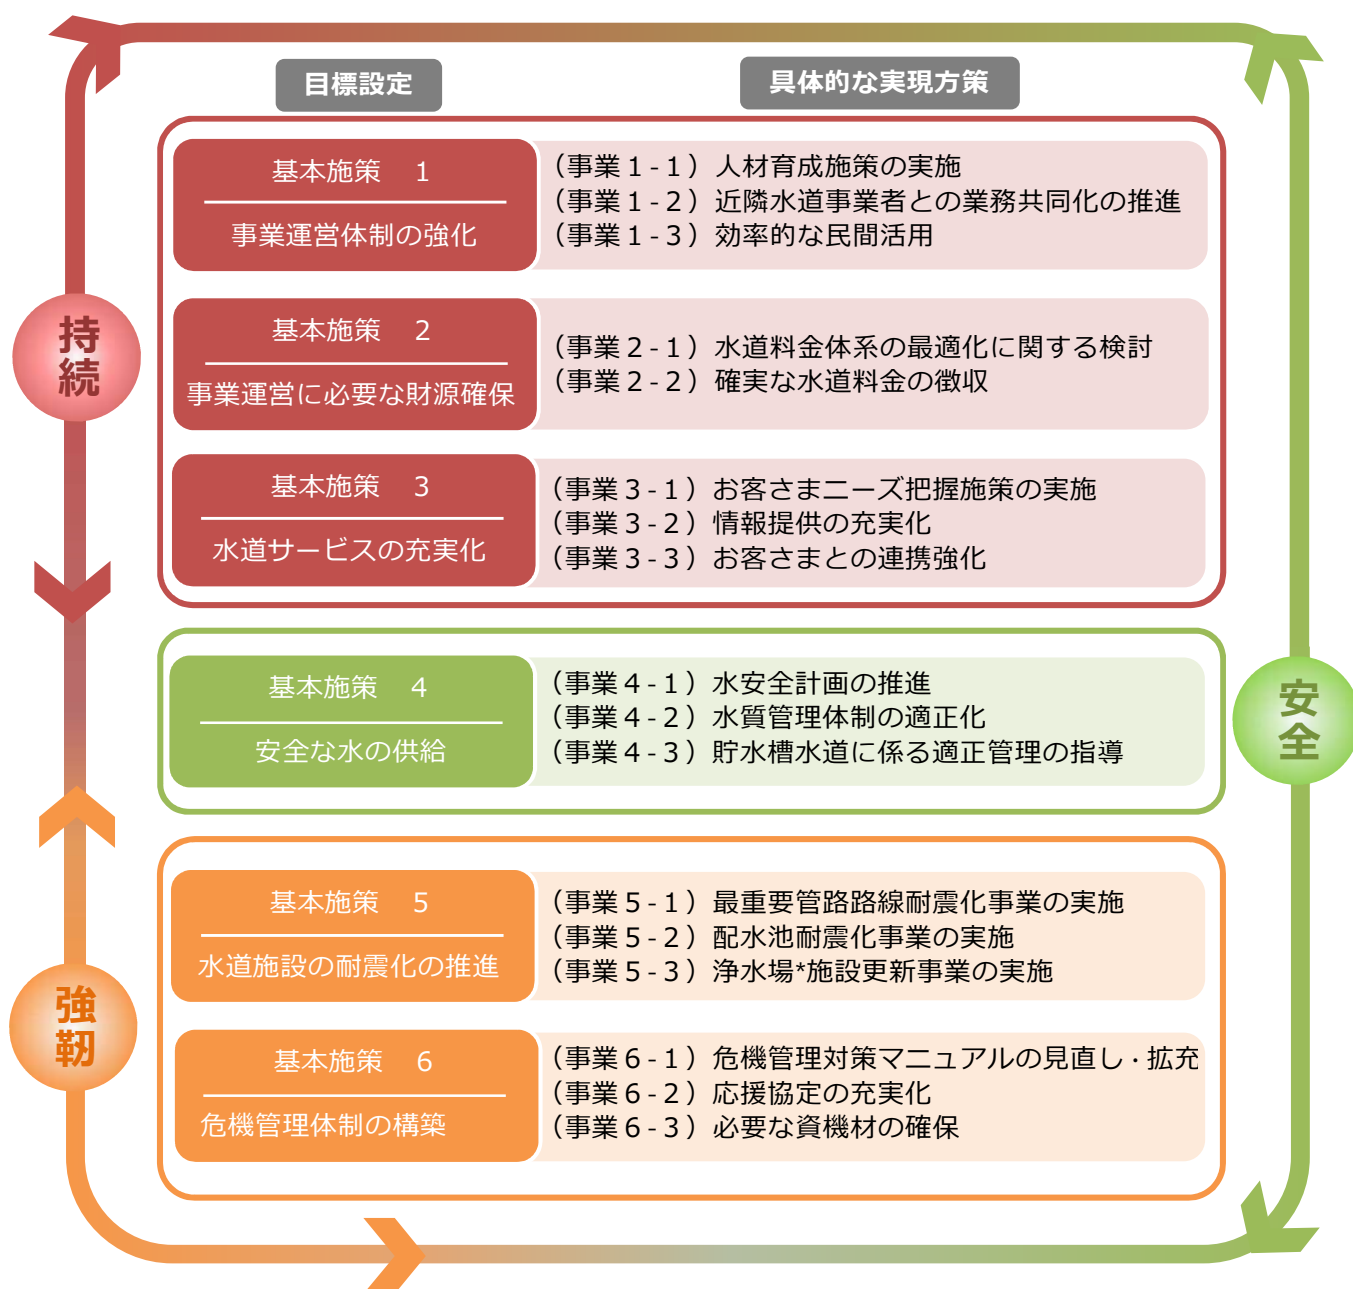 目標設定
具体的な実現方策
持続
基本施策 1
事業運営体制の強化
（事業１-１）人材育成施策の実施
（事業１-２）近隣水道事業者との業務共同化の推進
（事業１-３）効率的な民間活用
基本施策 2
事業運営に必要な財源確保
（事業２-１）水道料金体系の最適化に関する検討
（事業２-２）確実な水道料金の徴収
基本施策 3
水道サービスの充実化
（事業３-１）お客さまニーズ把握施策の実施
（事業３-２）情報提供の充実化
（事業３-３）お客さまとの連携強化
安全
基本施策 4
安全な水の供給
（事業４-１）水安全計画の推進
（事業４-２）水質管理体制の適正化
（事業４-３）貯水槽水道に係る適正管理の指導
強靭
基本施策 5
水道施設の耐震化の推進
（事業５-１）最重要管路路線耐震化事業の実施
（事業５-２）配水池耐震化事業の実施
（事業５-３）浄水場*施設更新事業の実施
基本施策 6
危機管理体制の構築
（事業６-１）危機管理対策マニュアルの見直し・拡充
（事業６-２）応援協定の充実化
（事業６-３）必要な資機材の確保